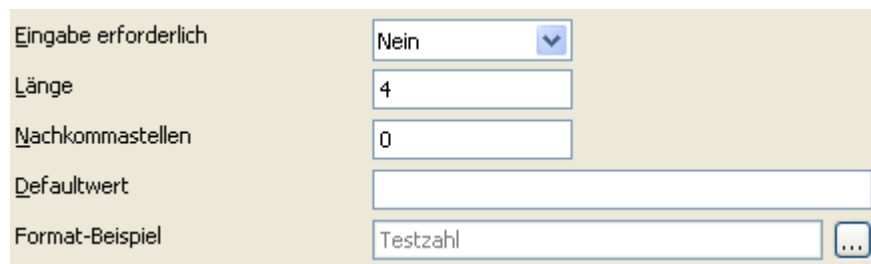 Eingabe erforderlich Nein
Länge 4
Nachkommastellen 0
Defaultwert
Format-Beispiel Testzahl ...